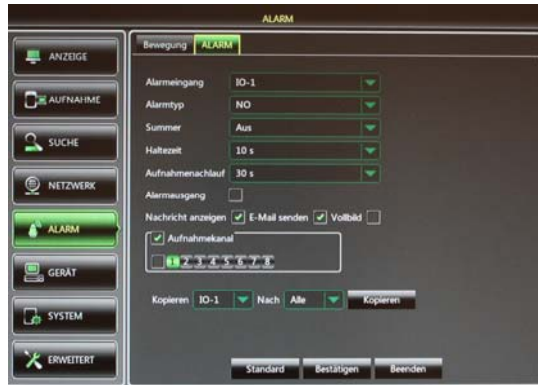 ALARM
ANZEIGE
AUFNAHME
SUCHE
NETZWERK
ALARM
GERÄT
SYSTEM
ERWEITERT
Bewegung ALARM
Alarmeingang IO-1
Alarmtyp NO
Summer Aus
Haltezeit 10 s
Aufnahmenachlauf 30 s
Alarmausgang
Nachricht anzeigen E-Mail senden Vollbild
Aufnahmekanal
1 2 3 4 5 6 7 8
Kopieren IO-1 Nach Alle Kopieren
Standard Bestätigen Beenden